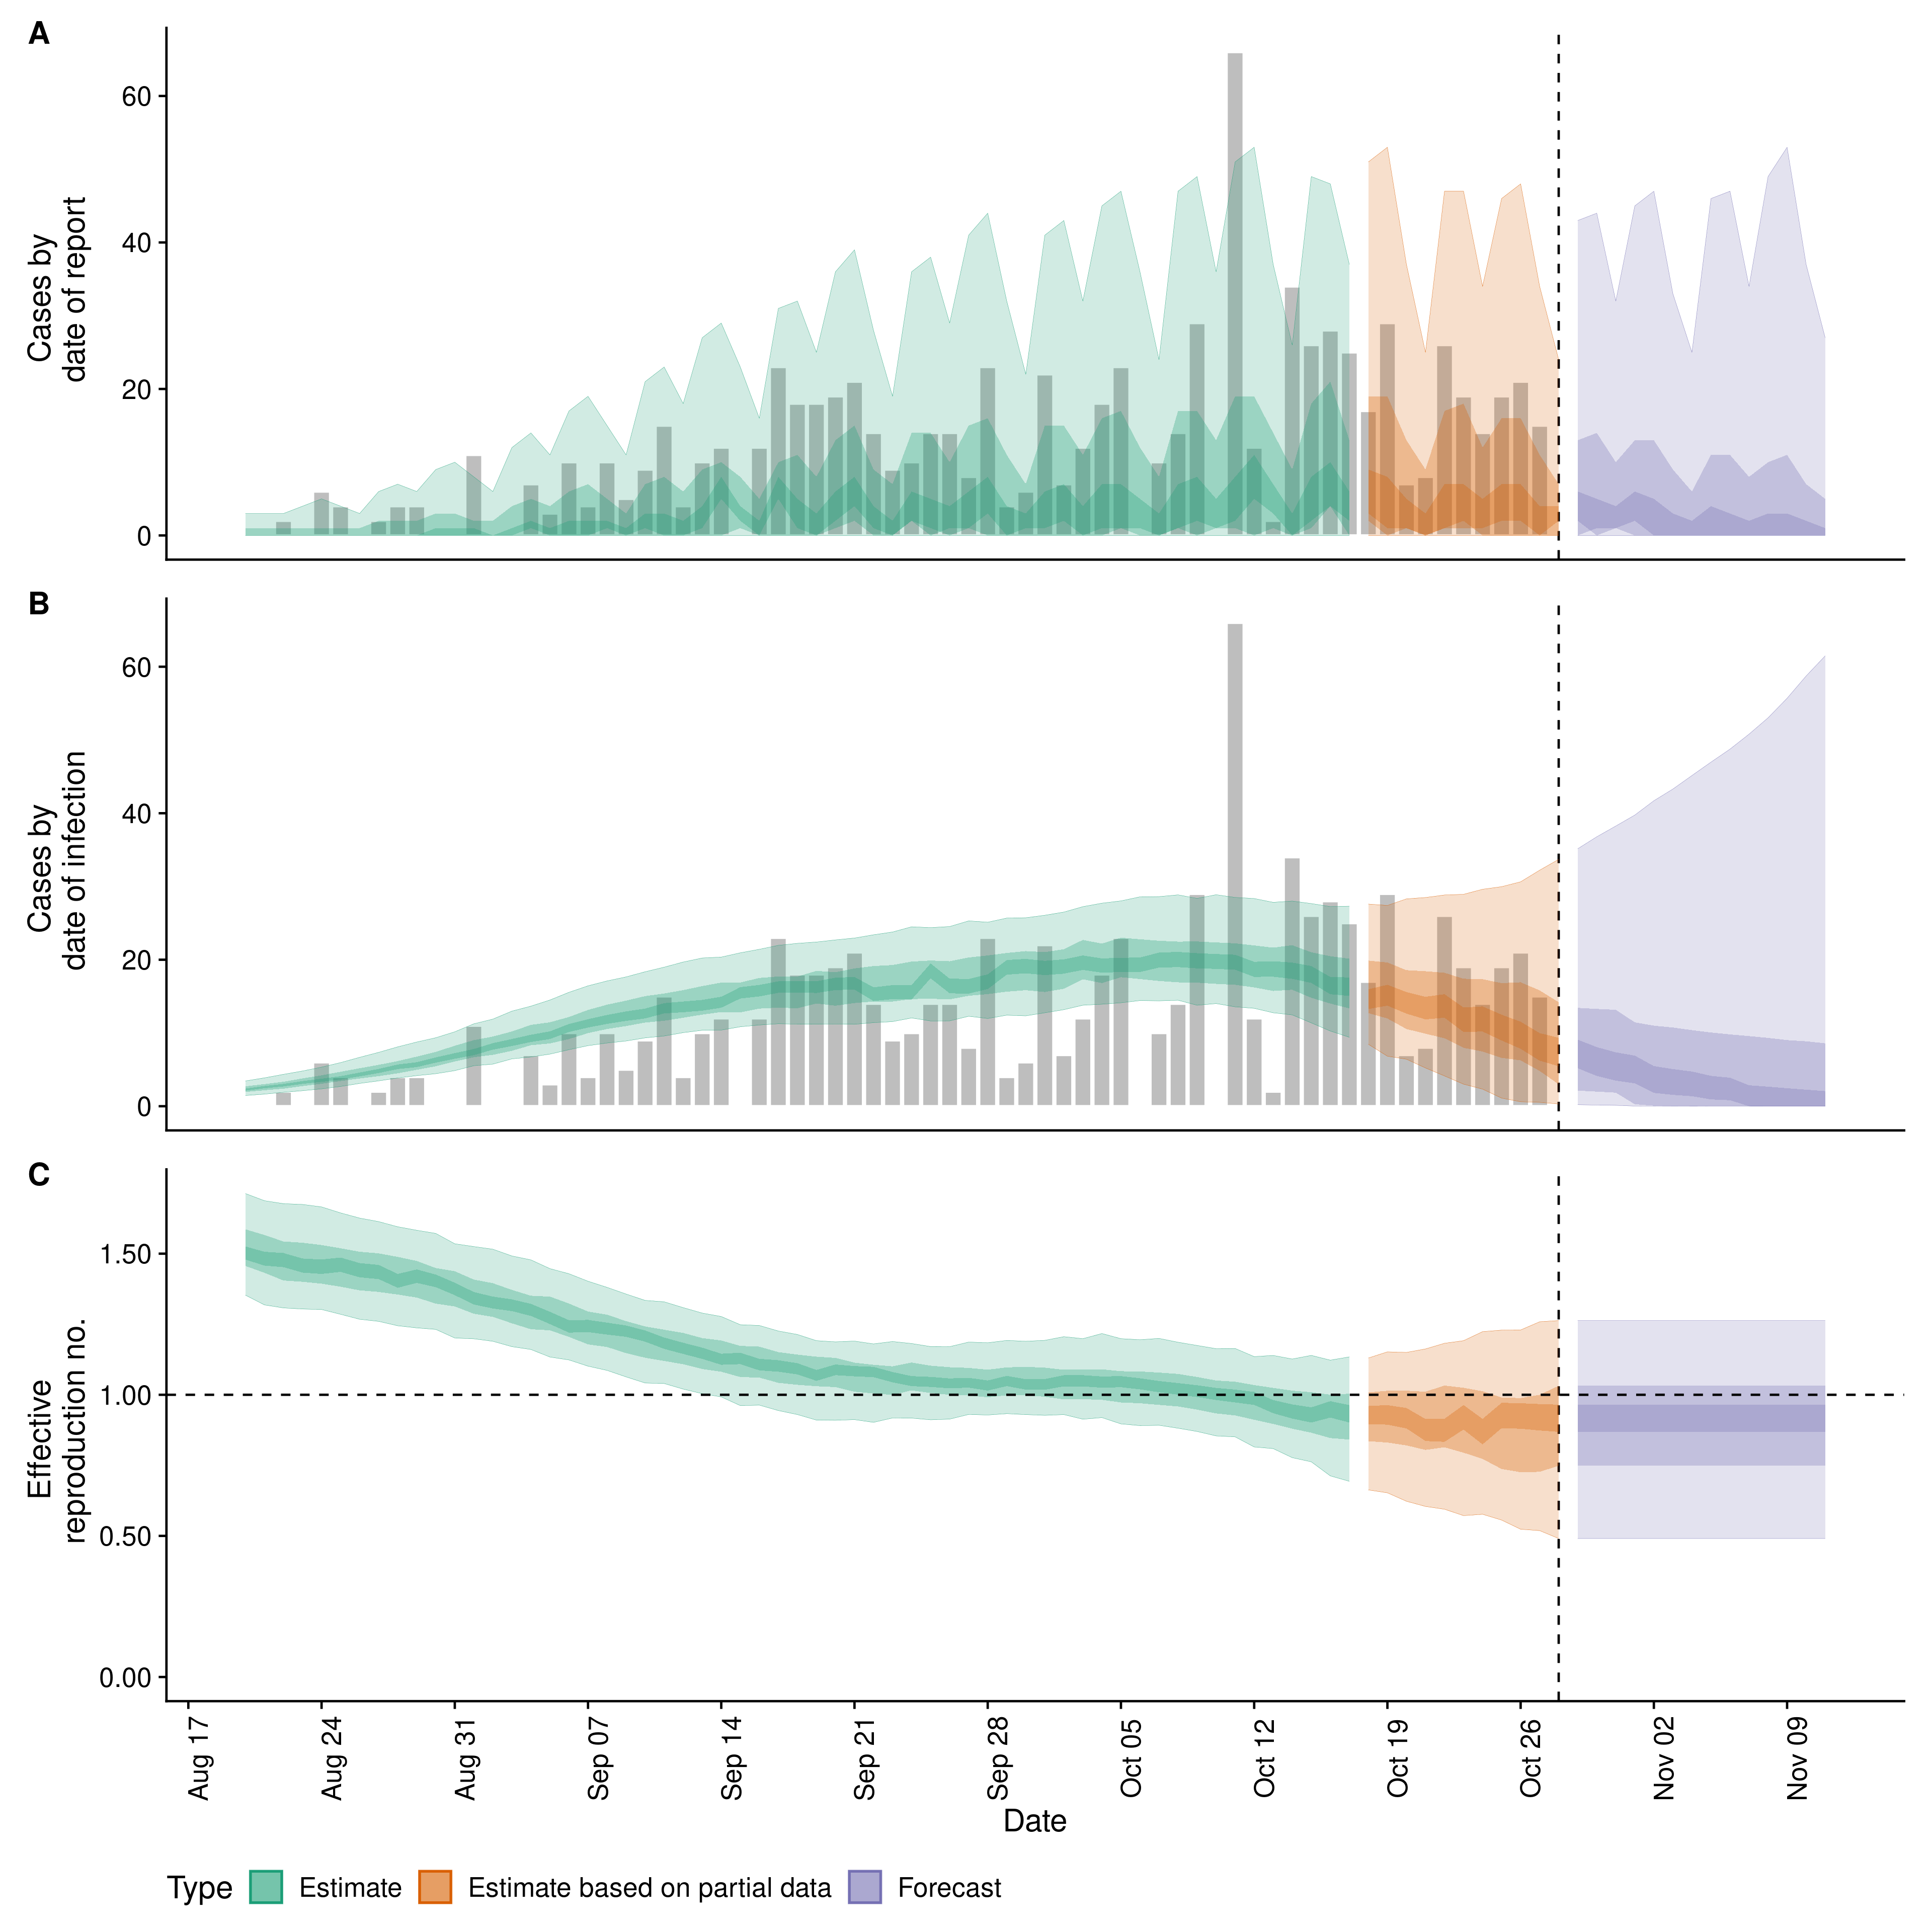 A
Cases by
date of report
60
40
20
0
B
Cases by
date of infection
60
40
20
0
C
Effective
reproduction no.
1.50
1.00
0.50
0.00
Aug 17
Aug 24
Aug 31
Sep 07
Sep 14
Sep 21
Sep 28
Oct 05
Oct 12
Oct 19
Oct 26
Nov 02
Nov 09
Date
Type Estimate Estimate based on partial data Forecast